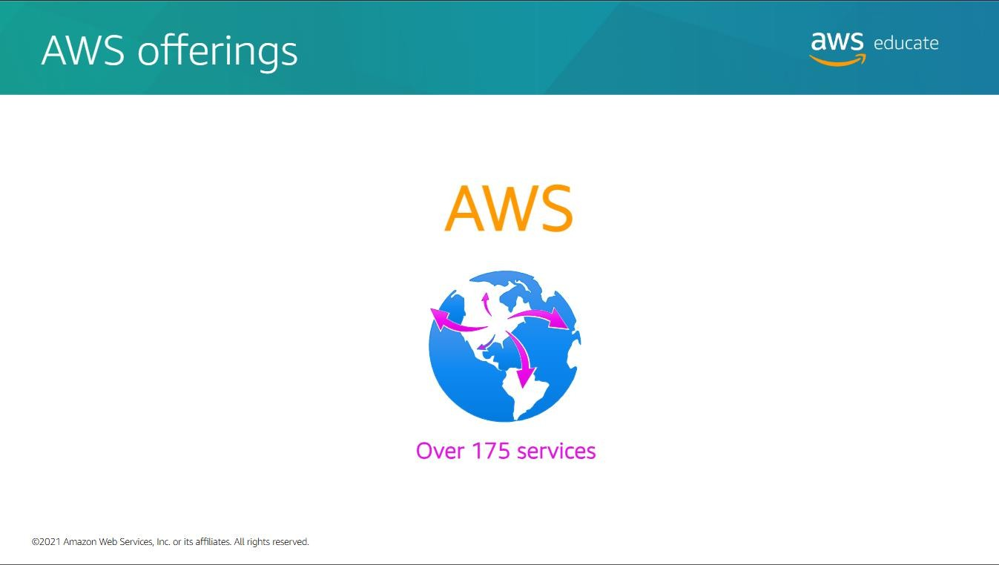 AWS offerings
aws educate
AWS
Over 175 services
©2021 Amazon Web Services, Inc. or its affiliates. All rights reserved.